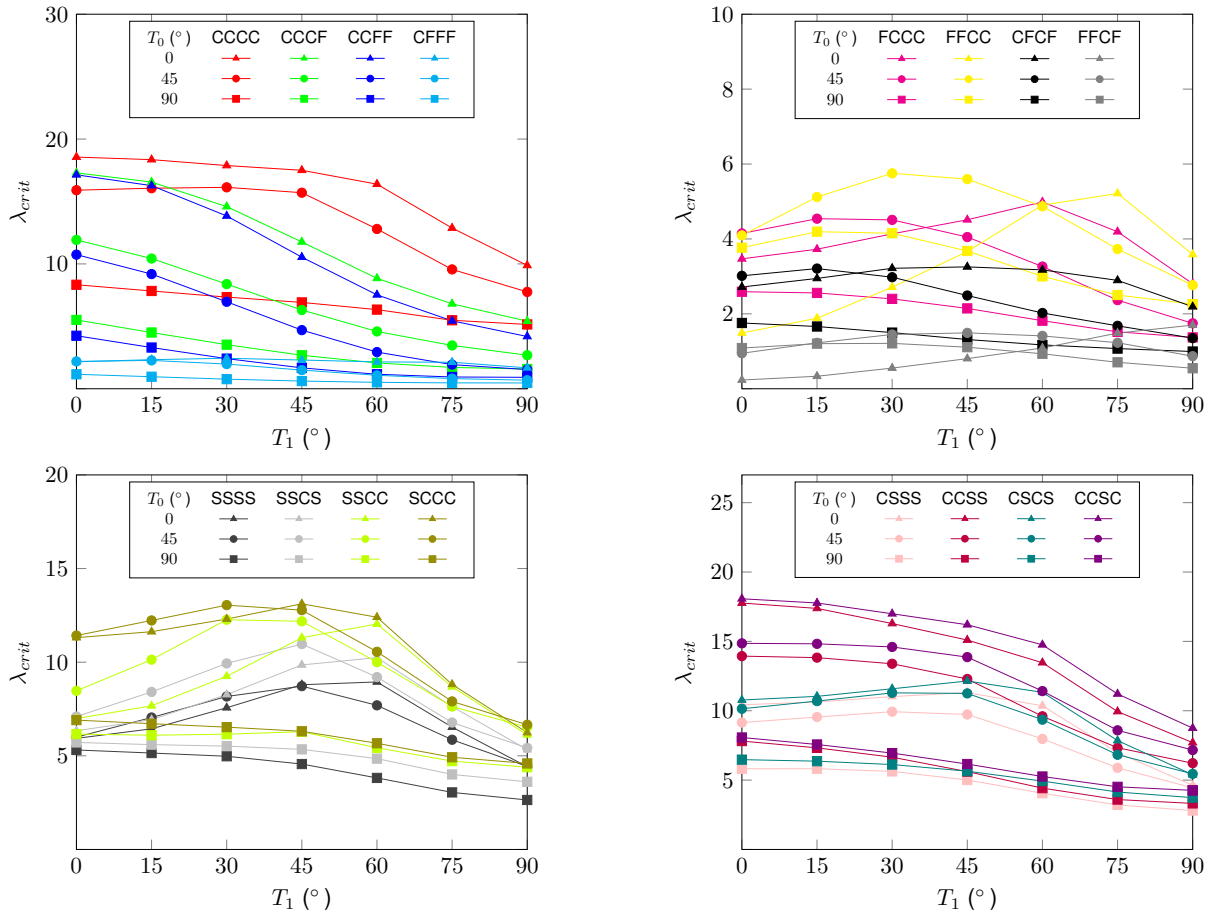 30
20
10
λcrit
T0 (°) CCCC CCCF CCFF CFFF
0
45
90
0 15 30 45 60 75 90
T1 (°)
10
8
6
4
2
λcrit
T0 (°) FCCC FFCC CFCF FFCF
0
45
90
0 15 30 45 60 75 90
T1 (°)
20
15
10
5
λcrit
T0 (°) SSSS SSCS SSCC SCCC
0
45
90
0 15 30 45 60 75 90
T1 (°)
25
20
15
10
5
λcrit
T0 (°) CSSS CCSS CSCS CCSC
0
45
90
0 15 30 45 60 75 90
T1 (°)